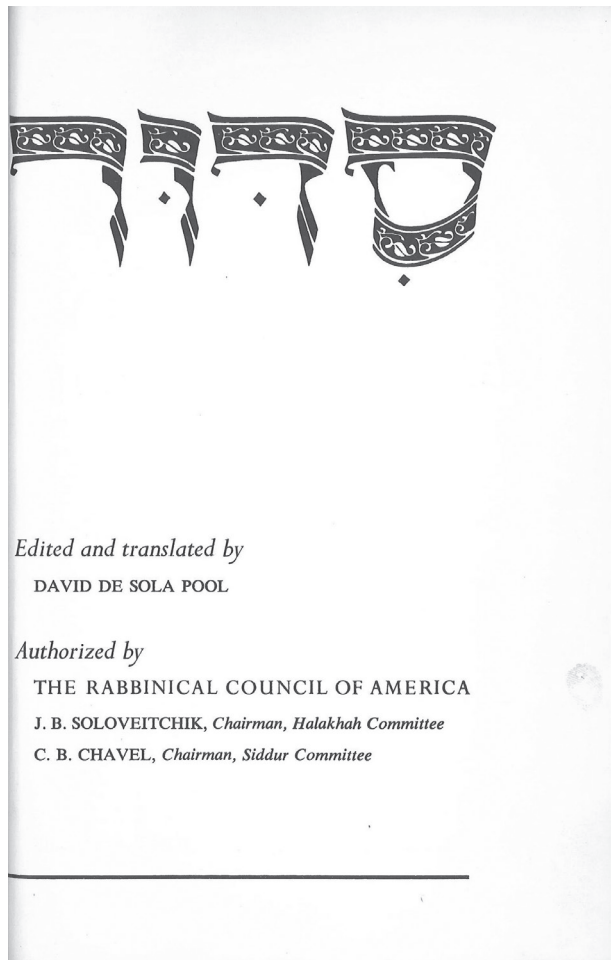 סִדּוּר
Edited and translated by
DAVID DE SOLA POOL
Authorized by
THE RABBINICAL COUNCIL OF AMERICA
J. B. SOLOVEITCHIK, Chairman, Halakhah Committee
C. B. CHAVEL, Chairman, Siddur Committee